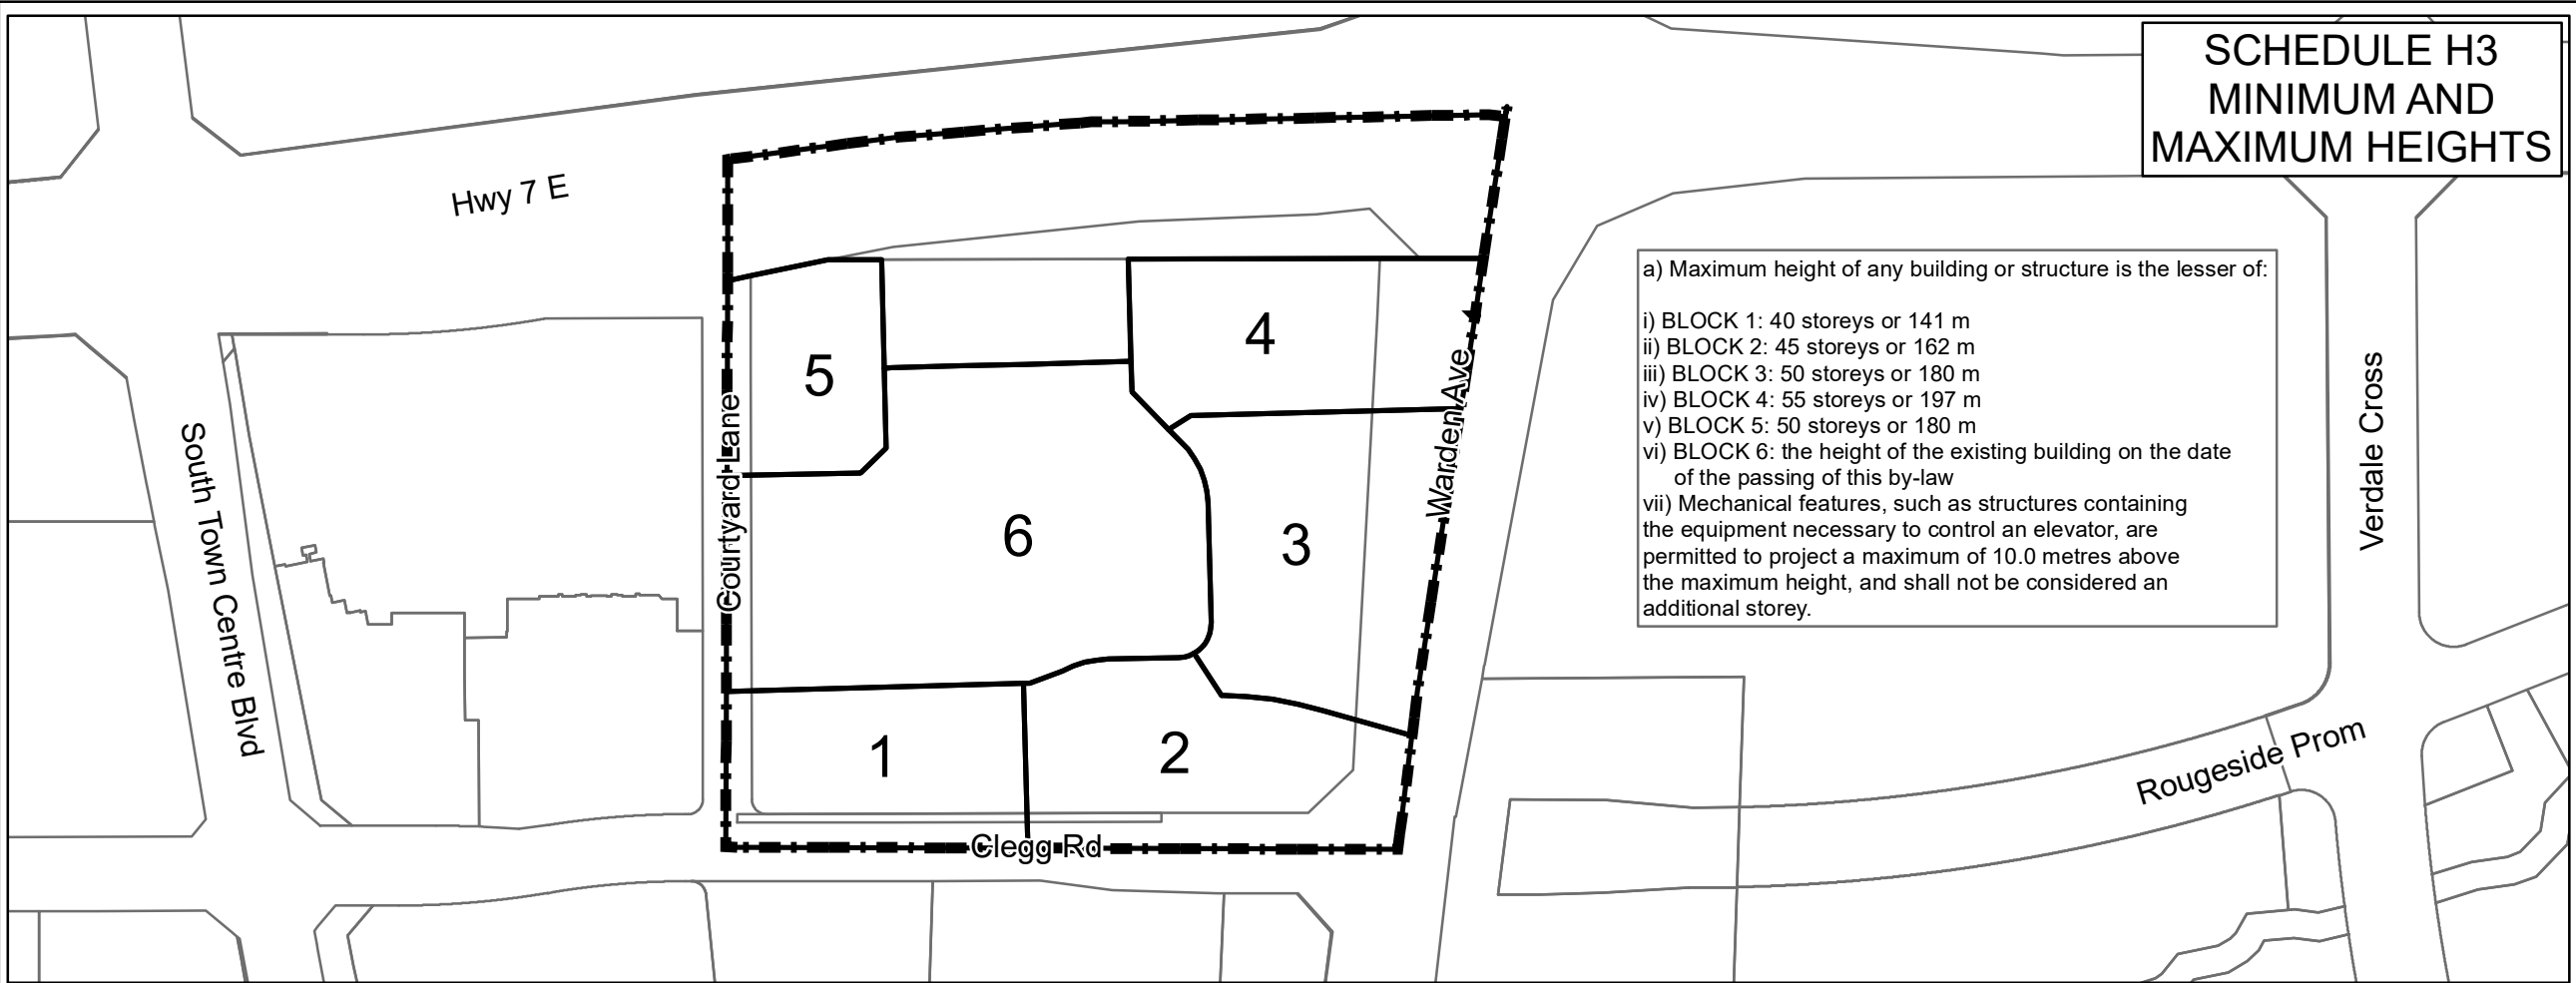 SCHEDULE H3
MINIMUM AND
MAXIMUM HEIGHTS
Hwy 7 E
a) Maximum height of any building or structure is the lesser of:
i) BLOCK 1: 40 storeys or 141 m
ii) BLOCK 2: 45 storeys or 162 m
iii) BLOCK 3: 50 storeys or 180 m
iv) BLOCK 4: 55 storeys or 197 m
v) BLOCK 5: 50 storeys or 180 m
vi) BLOCK 6: the height of the existing building on the date
of the passing of this by-law
vii) Mechanical features, such as structures containing
the equipment necessary to control an elevator, are
permitted to project a maximum of 10.0 metres above
the maximum height, and shall not be considered an
additional storey.
4
5
6
3
1
2
South Town Centre Blvd
Courtyard Lane
Warden Ave
Verdale Cross
Rougeside Prom
Clegg Rd